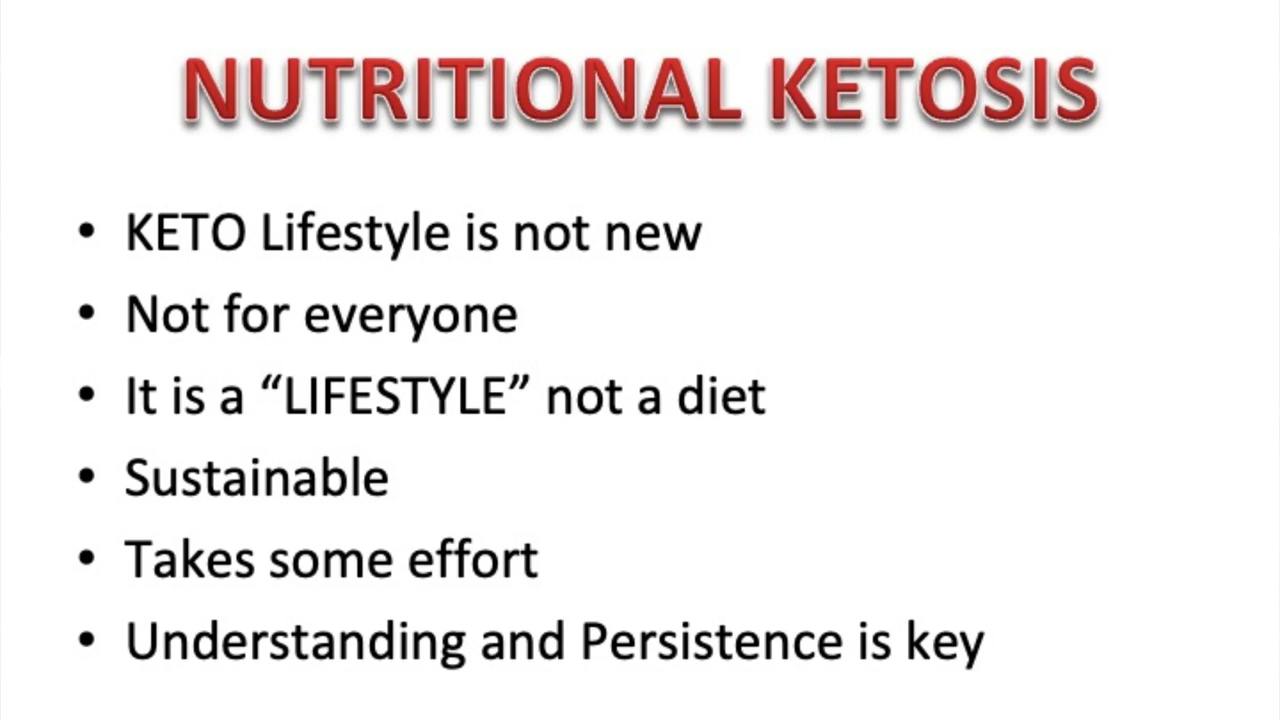 NUTRITIONAL KETOSIS
• KETO Lifestyle is not new
• Not for everyone
• It is a “LIFESTYLE” not a diet
• Sustainable
• Takes some effort
• Understanding and Persistence is key